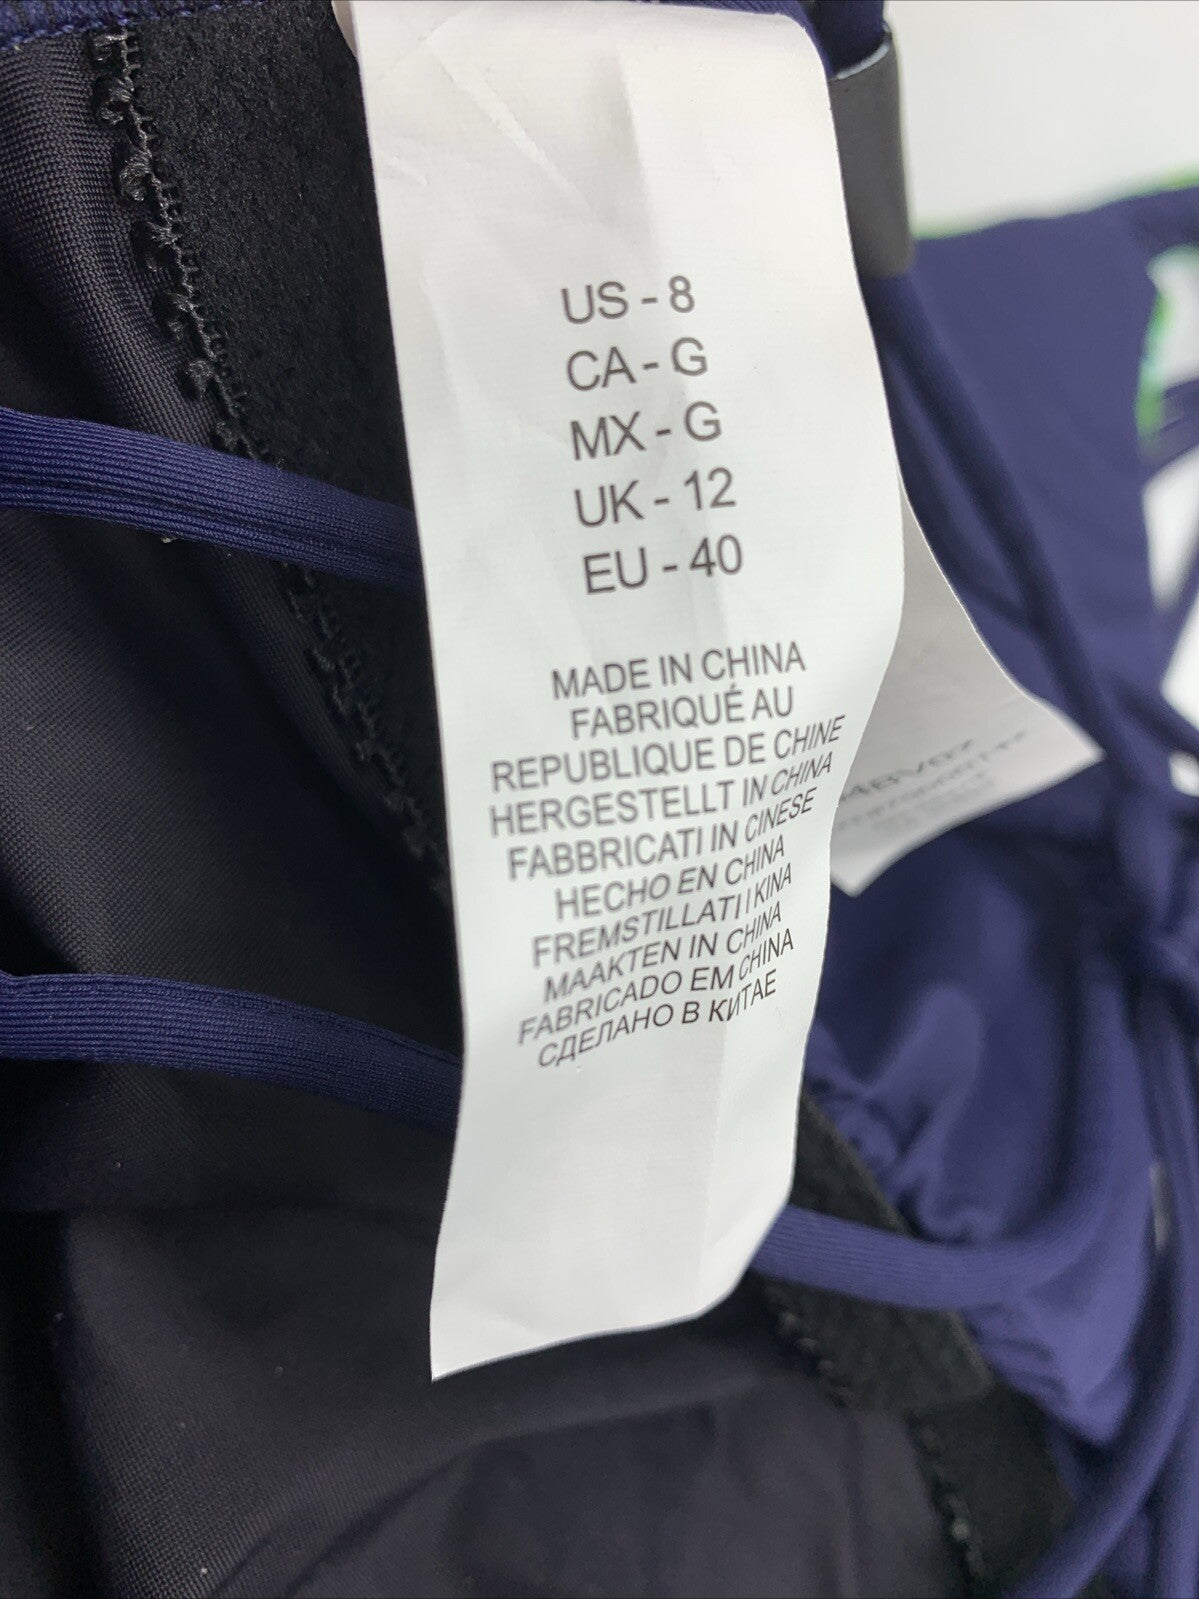 US - 8
CA - G
MX - G
UK - 12
EU - 40
MADE IN CHINA
FABRIQUÉ AU
REPUBLIQUE DE CHINE
HERGESTELLT IN CHINA
FABBRICATI IN CINESE
HECHO EN CHINA
FREMSTILLATI I KINA
MAAKTEN IN CHINA
FABRICADO EM CHINA
СДЕЛАНО В КИТАЕ